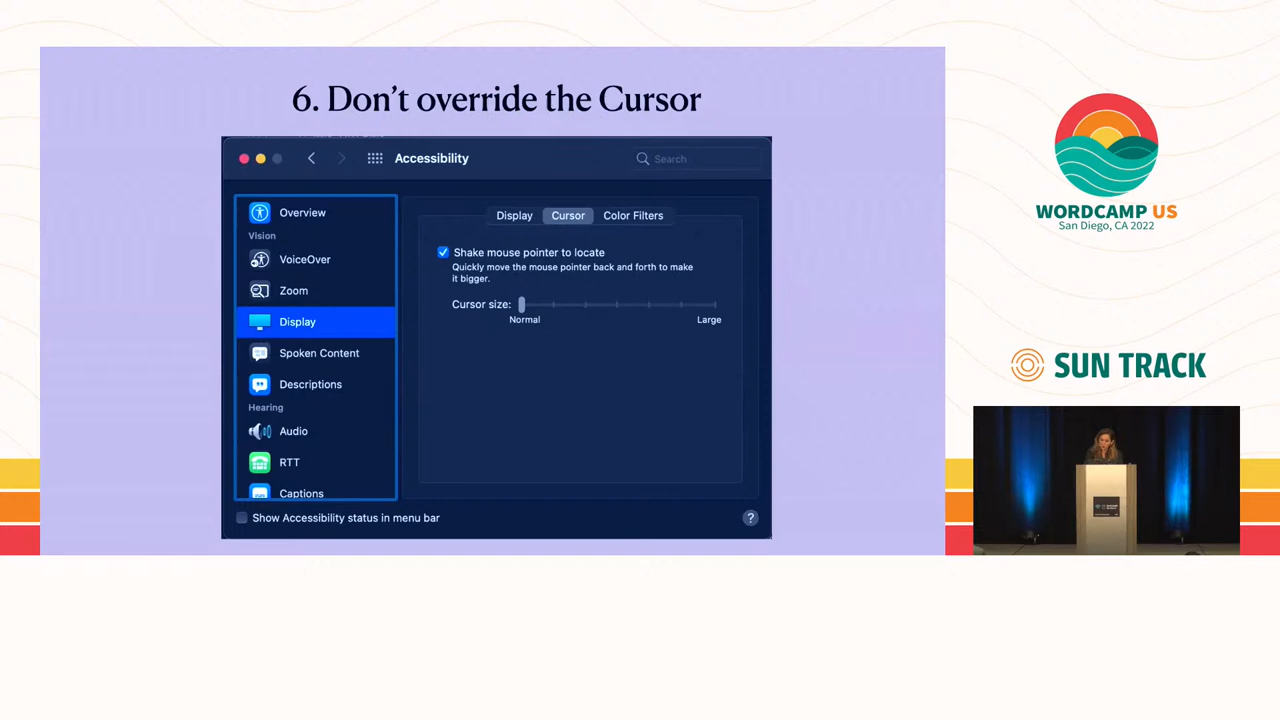 6. Don’t override the Cursor
Accessibility
Search
Overview
Vision
VoiceOver
Zoom
Display
Spoken Content
Descriptions
Hearing
Audio
RTT
Captions
Display
Cursor
Color Filters
Shake mouse pointer to locate
Quickly move the mouse pointer back and forth to make
it bigger.
Cursor size:
Normal
Large
Show Accessibility status in menu bar
?
WORDCAMP US
San Diego, CA 2022
SUN TRACK